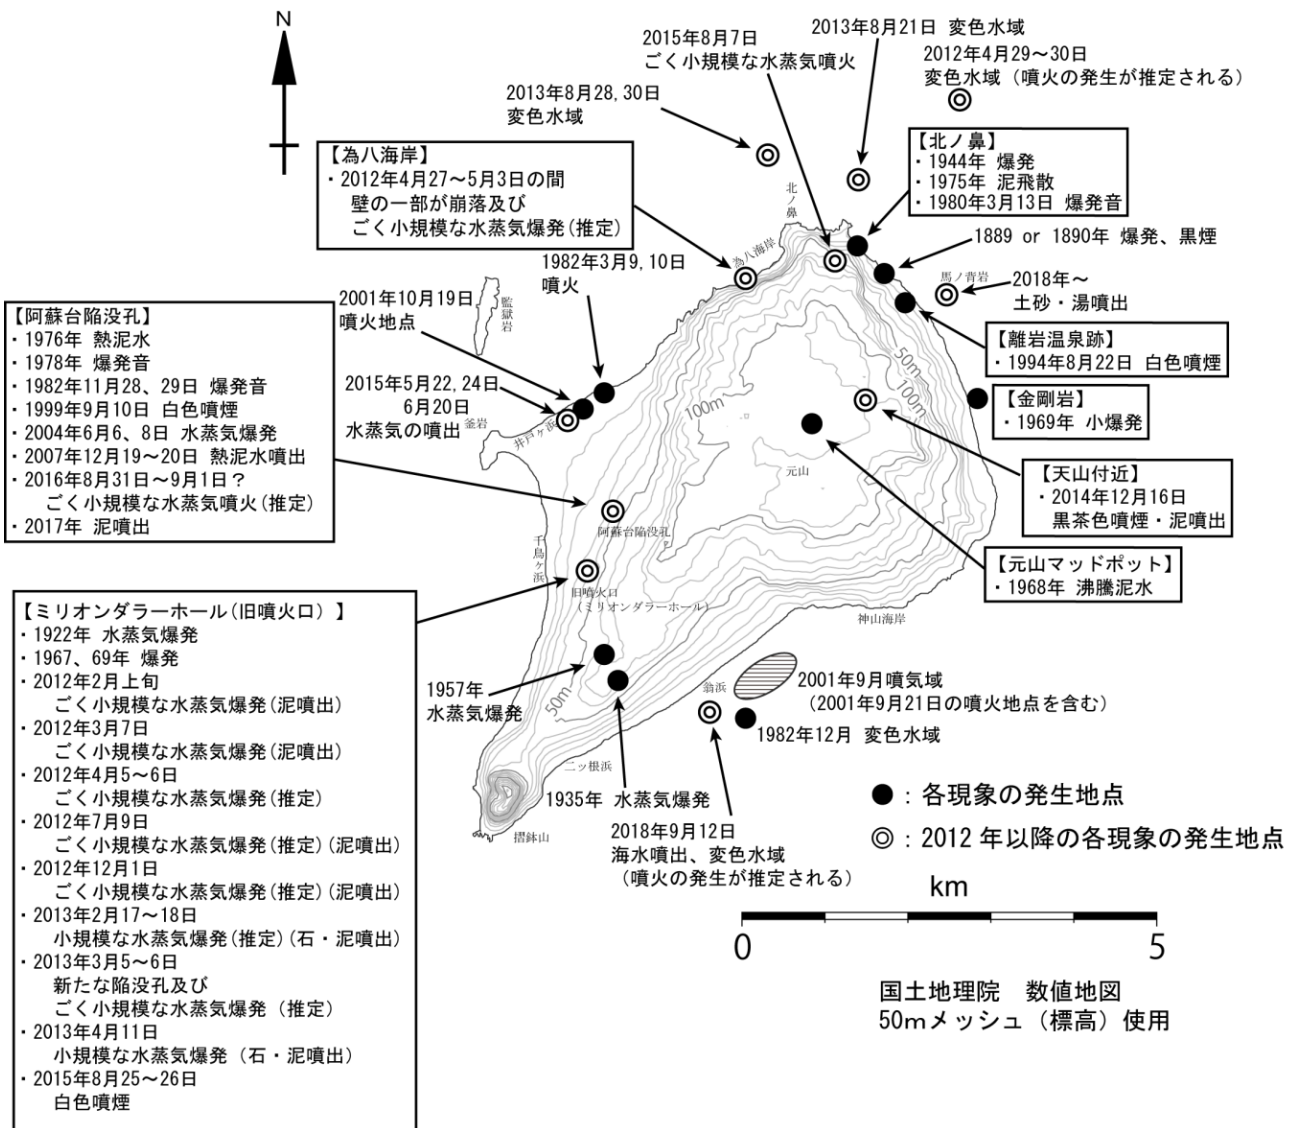 N
2015年8月7日
ごく小規模な水蒸気噴火
2013年8月21日 変色水域
2012年4月29～30日
変色水域（噴火の発生が推定される）
2013年8月28,30日
変色水域
【為八海岸】
・2012年4月27～5月3日の間
壁の一部が崩落及び
ごく小規模な水蒸気爆発(推定)
【北ノ鼻】
・1944年 爆発
・1975年 泥飛散
・1980年3月13日 爆発音
北ノ鼻
為八海岸
1889 or 1890年 爆発、黒煙
馬ノ背岩
2018年～
土砂・湯噴出
1982年3月9,10日
噴火
2001年10月19日
噴火地点
監獄岩
【離岩温泉跡】
・1994年8月22日 白色噴煙
【阿蘇台陥没孔】
・1976年 熱泥水
・1978年 爆発音
・1982年11月28、29日 爆発音
・1999年9月10日 白色噴煙
・2004年6月6、8日 水蒸気爆発
・2007年12月19～20日 熱泥水噴出
・2016年8月31日～9月1日？
ごく小規模な水蒸気噴火(推定)
・2017年 泥噴出
2015年5月22,24日
6月20日
水蒸気の噴出
釜岩
井戸ヶ浜
50m
100m
100m
【金剛岩】
・1969年 小爆発
元山
【天山付近】
・2014年12月16日
黒茶色噴煙・泥噴出
阿蘇台陥没孔
千鳥ヶ浜
【元山マッドポット】
・1968年 沸騰泥水
旧噴火口
（ミリオンダラーホール）
神山海岸
【ミリオンダラーホール(旧噴火口）】
・1922年 水蒸気爆発
・1967、69年 爆発
・2012年2月上旬
ごく小規模な水蒸気爆発(泥噴出)
・2012年3月7日
ごく小規模な水蒸気爆発(泥噴出)
・2012年4月5～6日
ごく小規模な水蒸気爆発(推定)
・2012年7月9日
ごく小規模な水蒸気爆発(推定)(泥噴出)
・2012年12月1日
ごく小規模な水蒸気爆発(推定)(泥噴出)
・2013年2月17～18日
小規模な水蒸気爆発(推定)(石・泥噴出)
・2013年3月5～6日
新たな陥没孔及び
ごく小規模な水蒸気爆発（推定)
・2013年4月11日
小規模な水蒸気爆発（石・泥噴出)
・2015年8月25～26日
白色噴煙
1957年
水蒸気爆発
50m
翁浜
2001年9月噴気域
（2001年9月21日の噴火地点を含む）
1982年12月 変色水域
二ッ根浜
1935年 水蒸気爆発
摺鉢山
2018年9月12日
海水噴出、変色水域
（噴火の発生が推定される）
●：各現象の発生地点
◎：2012年以降の各現象の発生地点
km
0 5
国土地理院 数値地図
50mメッシュ（標高）使用